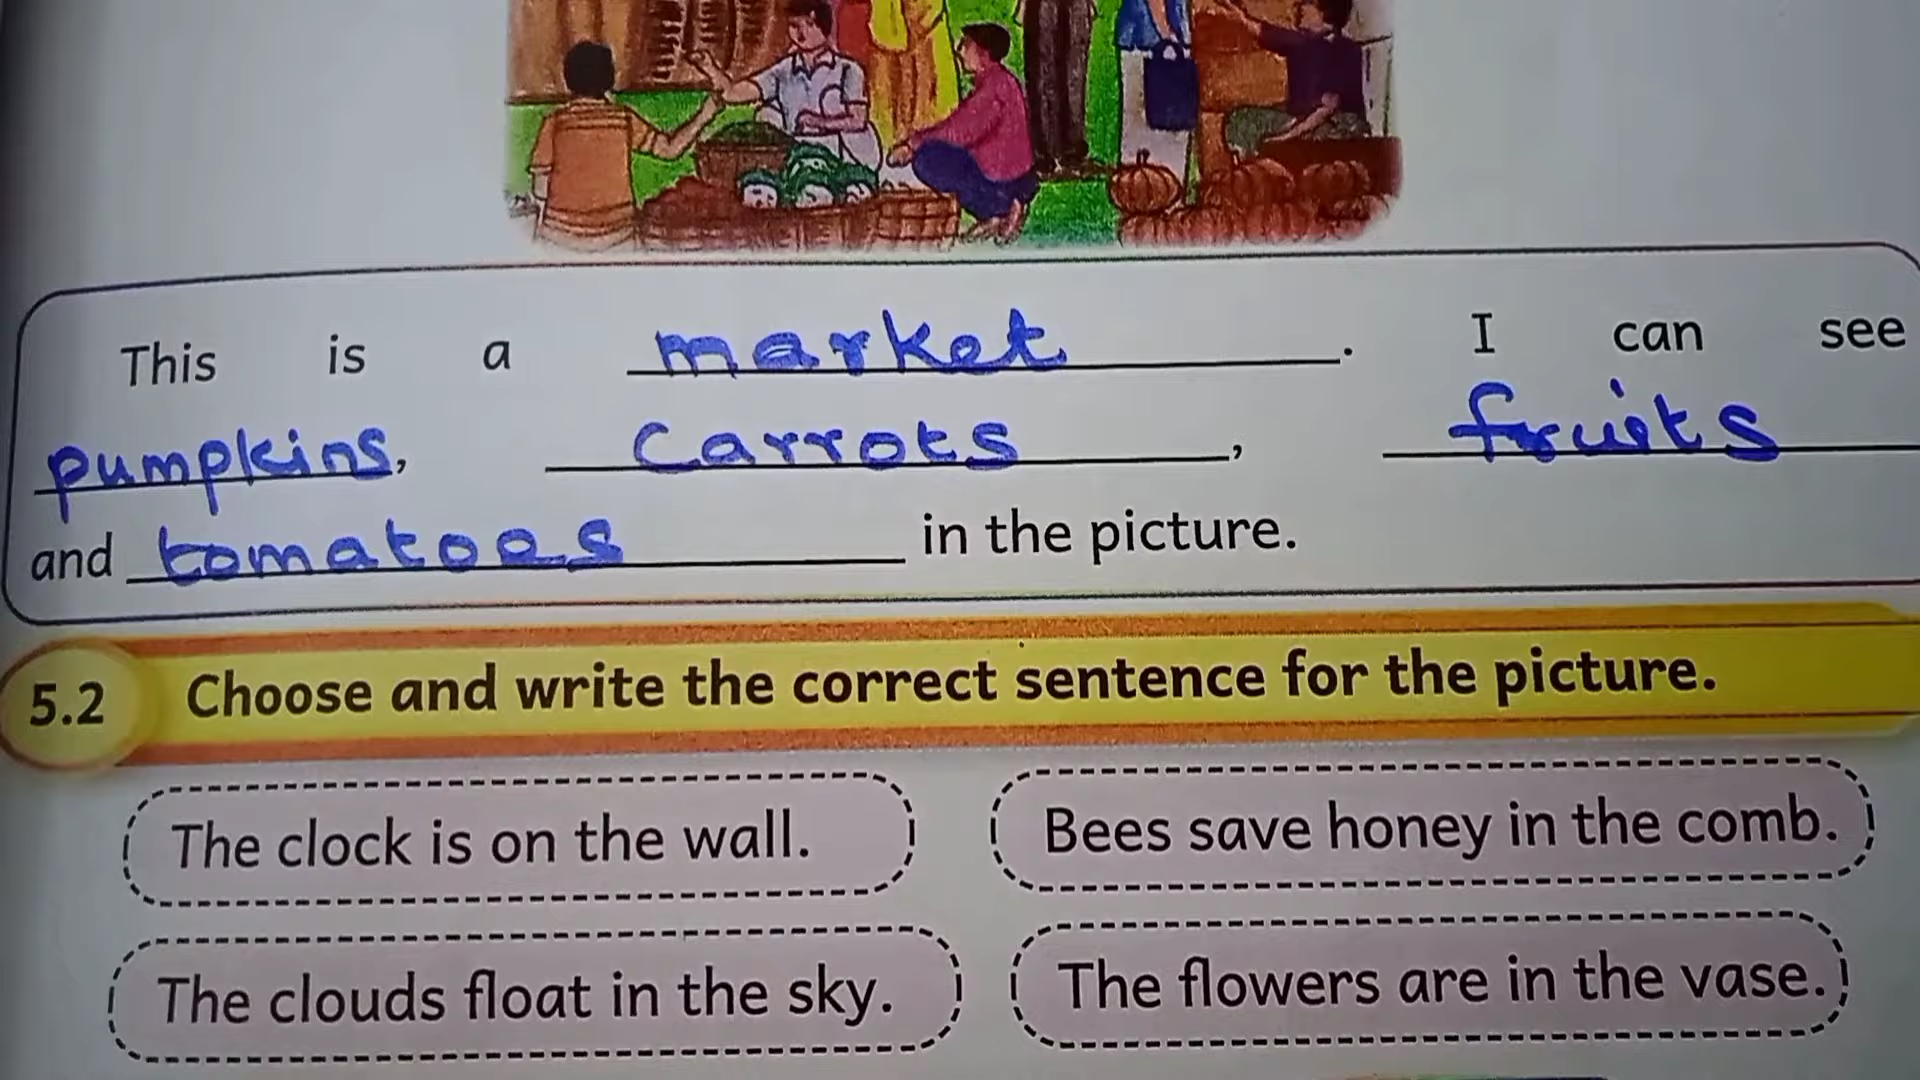 This is a market. I can see
pumpkins, Carrots, fruits
and tomatoes in the picture.
5.2 Choose and write the correct sentence for the picture.
The clock is on the wall. Bees save honey in the comb.
The clouds float in the sky. The flowers are in the vase.